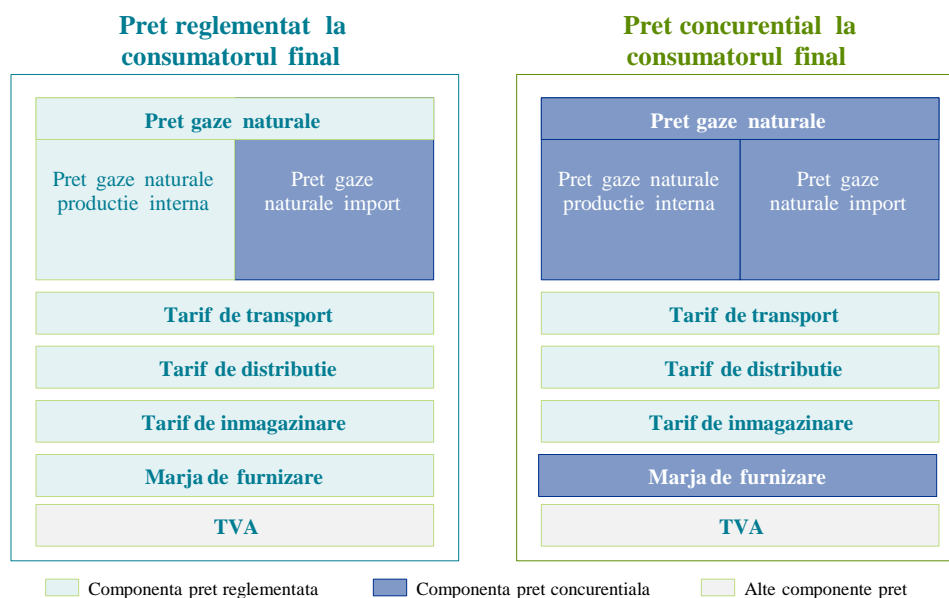 Pret reglementat la
consumatorul final
Pret gaze naturale
Pret gaze naturale
productie interna
Pret gaze
naturale import
Tarif de transport
Tarif de distributie
Tarif de inmagazinare
Marja de furnizare
TVA
Pret concurential la
consumatorul final
Pret gaze naturale
Pret gaze naturale
productie interna
Pret gaze
naturale import
Tarif de transport
Tarif de distributie
Tarif de inmagazinare
Marja de furnizare
TVA
Componenta pret reglementata
Componenta pret concurentiala
Alte componente pret